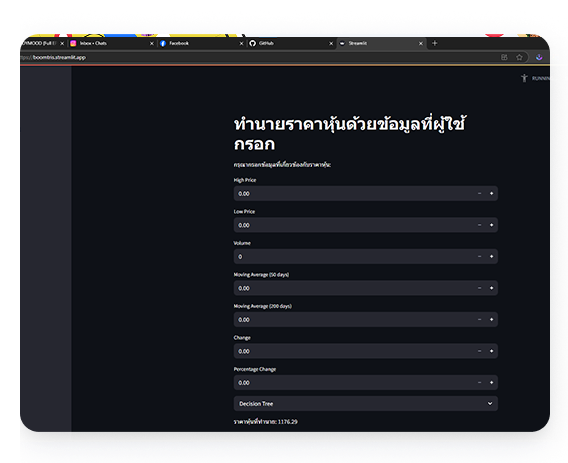 Inbox • Chats
Facebook
GitHub
Streamlit
boomtris.streamlit.app
ทำนายราคาหุ้นด้วยข้อมูลที่ผู้ใช้
กรอก
กรุณากรอกข้อมูลที่เกี่ยวข้องกับราคาหุ้น:
High Price
0.00
Low Price
0.00
Volume
0
Moving Average (50 days)
0.00
Moving Average (200 days)
0.00
Change
0.00
Percentage Change
0.00
Decision Tree
ราคาหุ้นที่ทำนาย: 1176.29